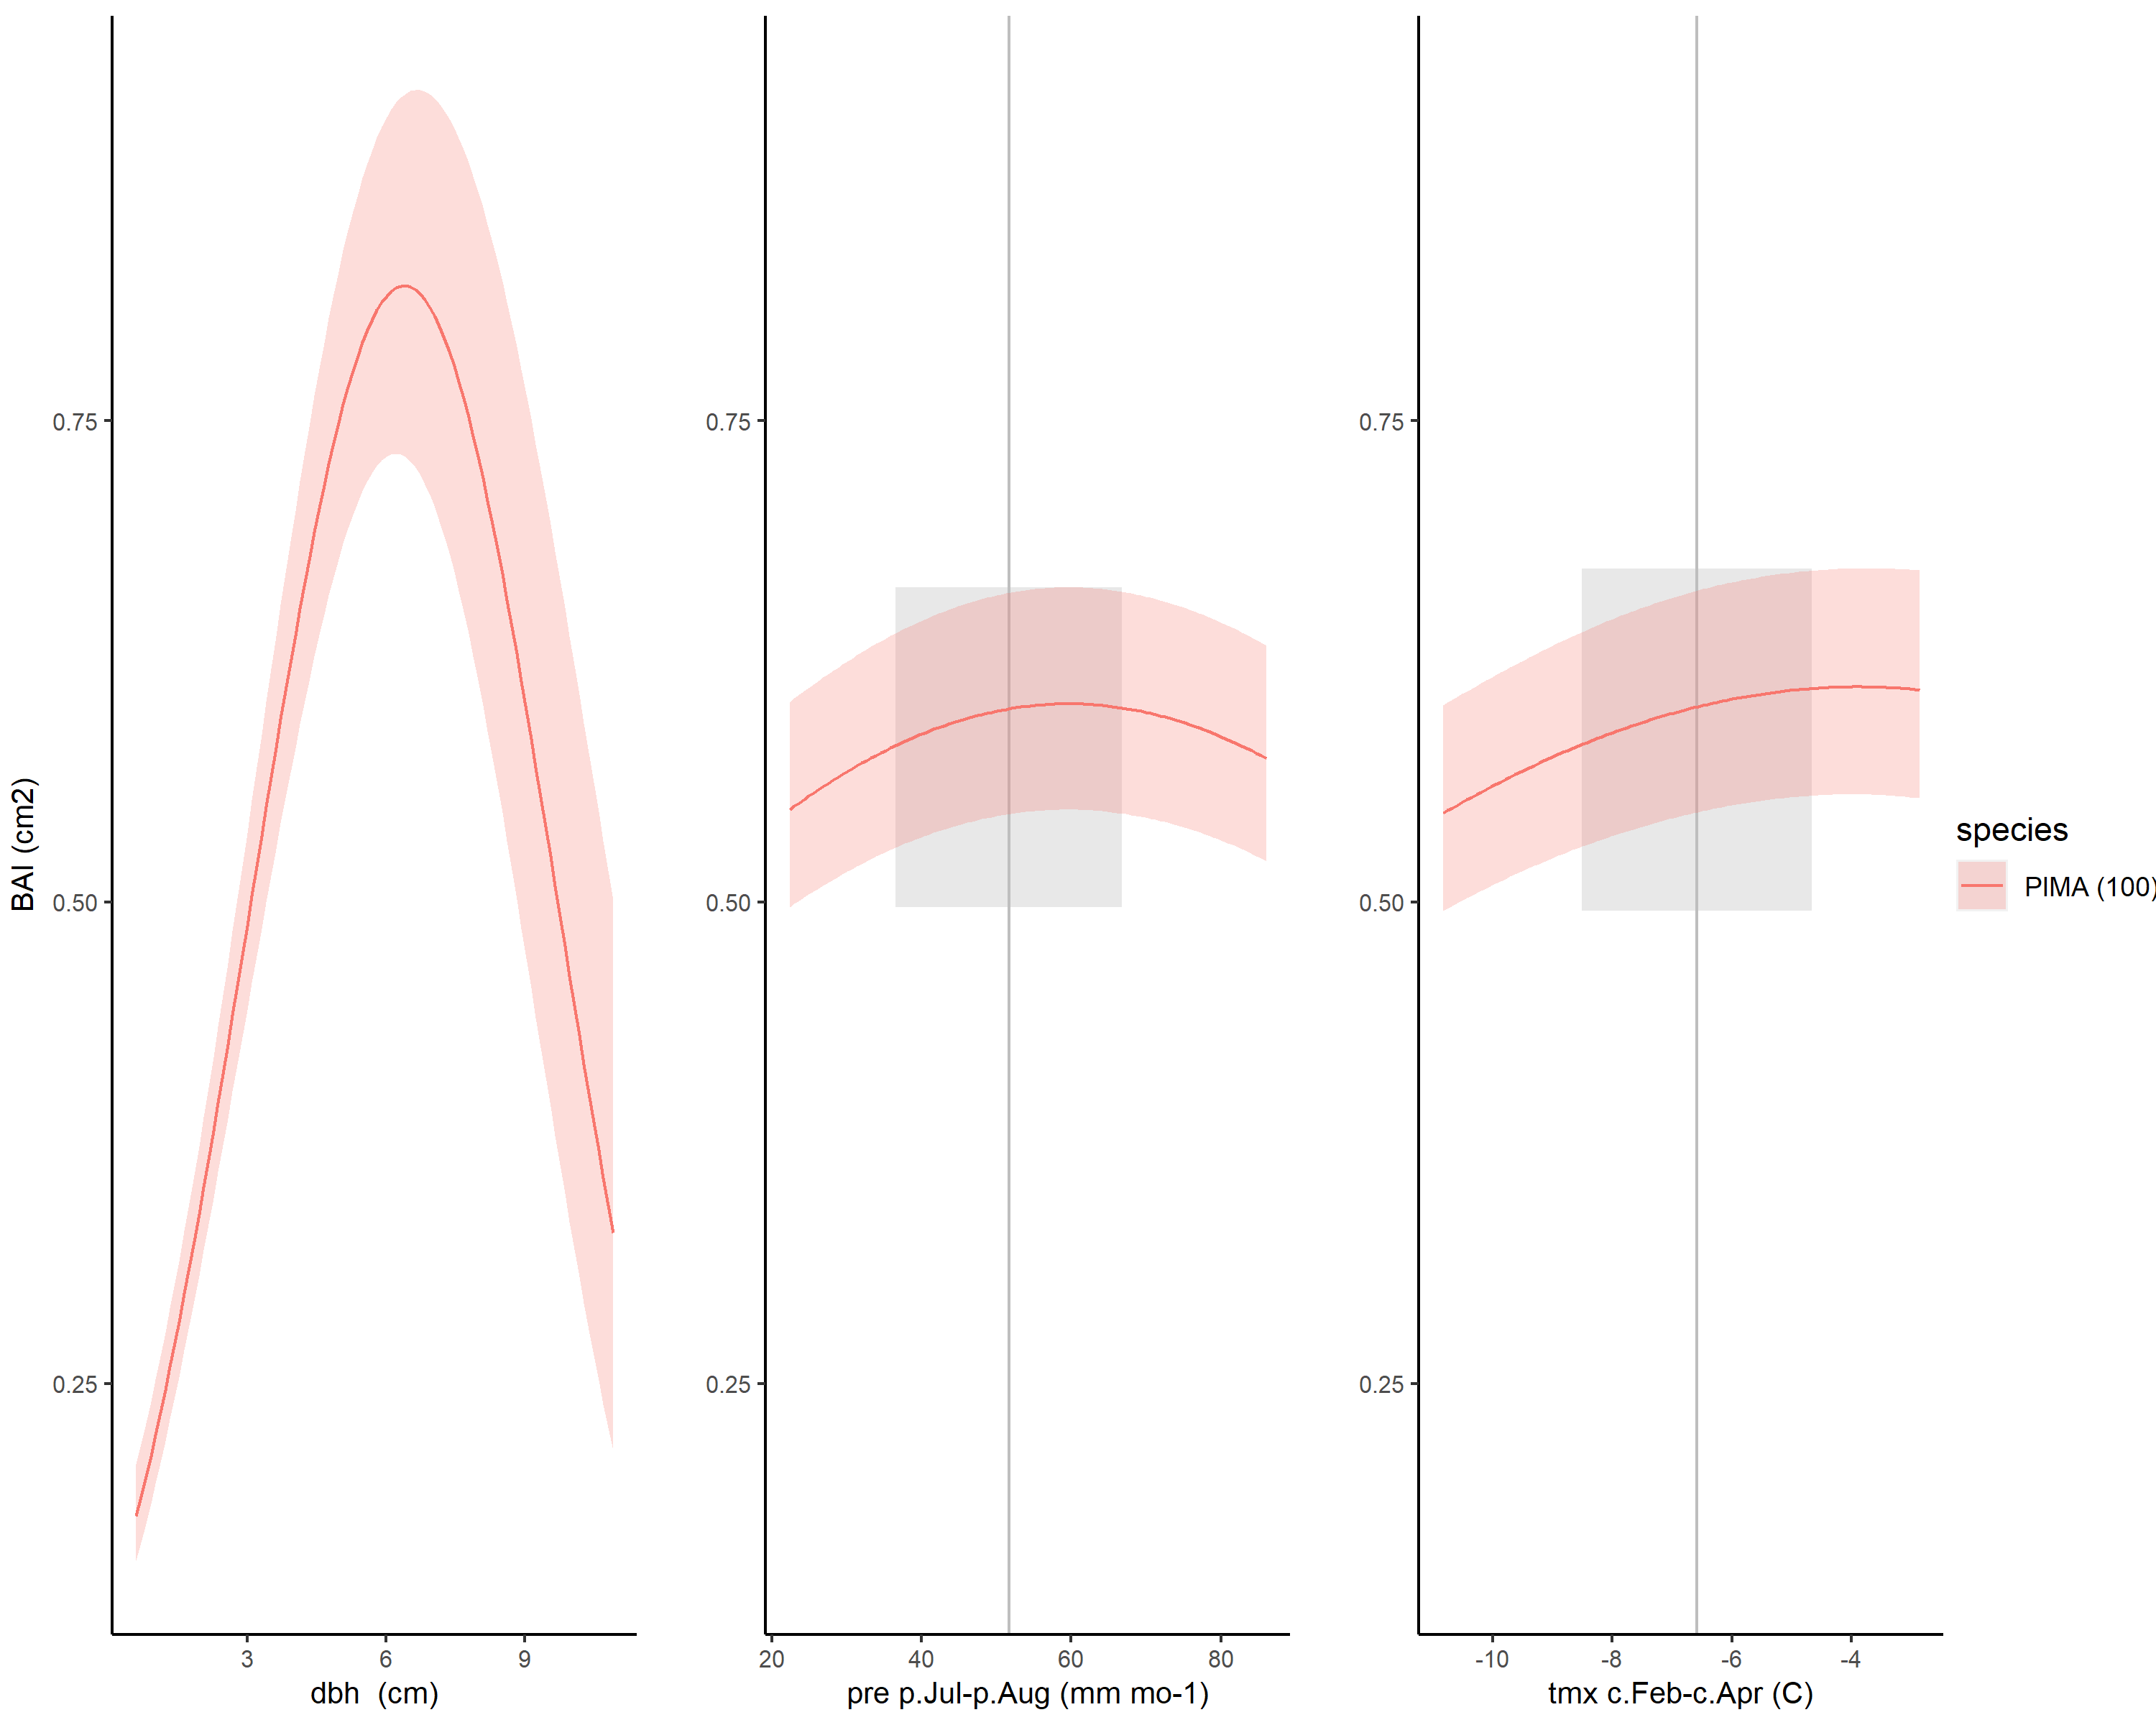 BAI (cm2)
0.75
0.50
0.25
3 6 9
dbh  (cm)
0.75
0.50
0.25
20 40 60 80
pre p.Jul-p.Aug (mm mo-1)
0.75
0.50
0.25
-10 -8 -6 -4
tmx c.Feb-c.Apr (C)
species
PIMA (100)